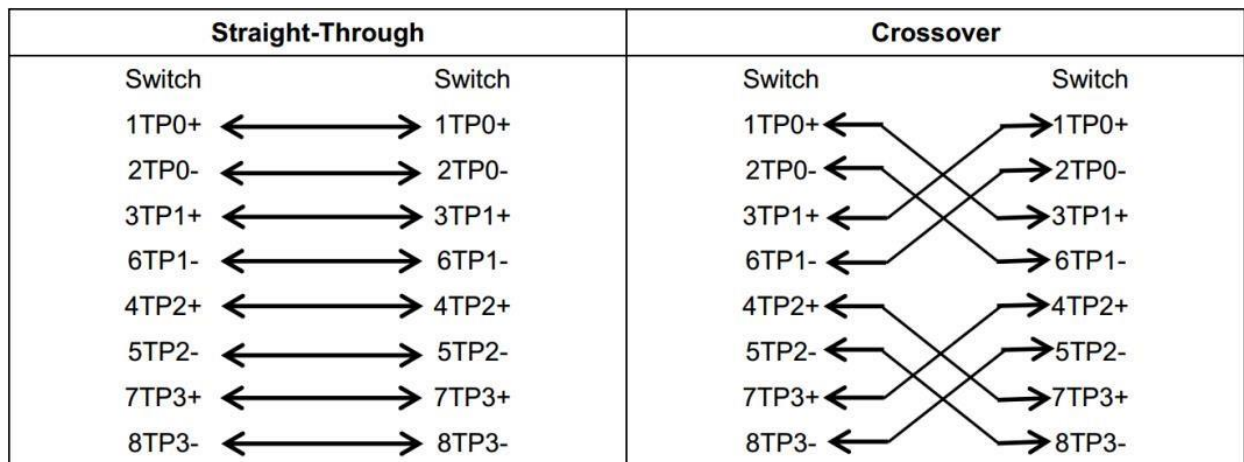 Straight-Through Crossover
Switch Switch Switch Switch
1TP0+ 1TP0+ 1TP0+ 1TP0+
2TP0- 2TP0- 2TP0- 2TP0-
3TP1+ 3TP1+ 3TP1+ 3TP1+
6TP1- 6TP1- 6TP1- 6TP1-
4TP2+ 4TP2+ 4TP2+ 4TP2+
5TP2- 5TP2- 5TP2- 5TP2-
7TP3+ 7TP3+ 7TP3+ 7TP3+
8TP3- 8TP3- 8TP3- 8TP3-